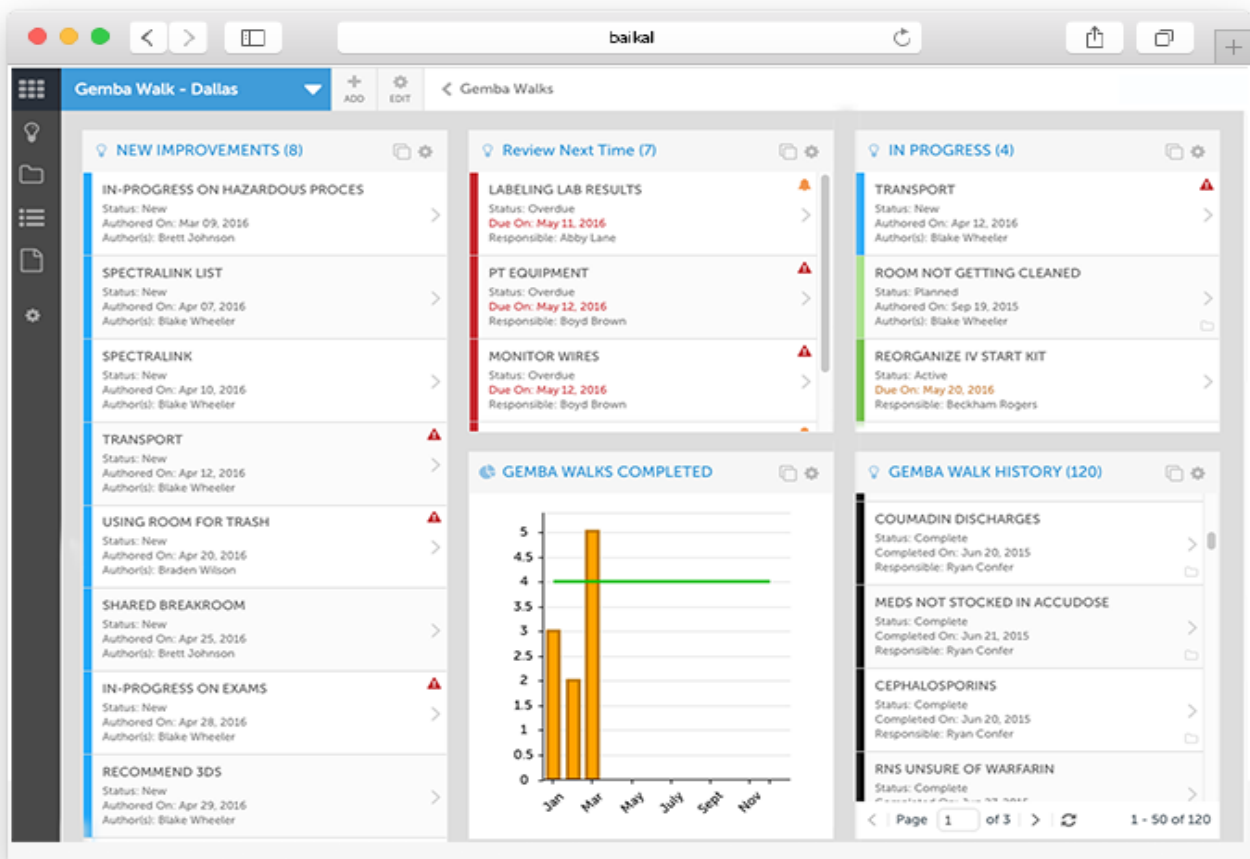 baikal
Gemba Walk - Dallas
ADD
EDIT
Gemba Walks
NEW IMPROVEMENTS (8)
IN-PROGRESS ON HAZARDOUS PROCES
Status: New
Authored On: Mar 09, 2016
Author(s): Brett Johnson
SPECTRALINK LIST
Status: New
Authored On: Apr 07, 2016
Author(s): Blake Wheeler
SPECTRALINK
Status: New
Authored On: Apr 10, 2016
Author(s): Blake Wheeler
TRANSPORT
Status: New
Authored On: Apr 12, 2016
Author(s): Blake Wheeler
USING ROOM FOR TRASH
Status: New
Authored On: Apr 20, 2016
Author(s): Braden Wilson
SHARED BREAKROOM
Status: New
Authored On: Apr 25, 2016
Author(s): Brett Johnson
IN-PROGRESS ON EXAMS
Status: New
Authored On: Apr 28, 2016
Author(s): Blake Wheeler
RECOMMEND 3DS
Status: New
Authored On: Apr 29, 2016
Author(s): Blake Wheeler
Review Next Time (7)
LABELING LAB RESULTS
Status: Overdue
Due On: May 11, 2016
Responsible: Abby Lane
PT EQUIPMENT
Status: Overdue
Due On: May 12, 2016
Responsible: Boyd Brown
MONITOR WIRES
Status: Overdue
Due On: May 12, 2016
Responsible: Boyd Brown
IN PROGRESS (4)
TRANSPORT
Status: New
Authored On: Apr 12, 2016
Author(s): Blake Wheeler
ROOM NOT GETTING CLEANED
Status: Planned
Authored On: Sep 19, 2015
Author(s): Blake Wheeler
REORGANIZE IV START KIT
Status: Active
Due On: May 20, 2016
Responsible: Beckham Rogers
GEMBA WALKS COMPLETED
5
4.5
4
3.5
3
2.5
2
1.5
1
0.5
0
Jan
Mar
May
July
Sept
Nov
GEMBA WALK HISTORY (120)
COUMADIN DISCHARGES
Status: Complete
Completed On: Jun 20, 2015
Responsible: Ryan Confer
MEDS NOT STOCKED IN ACCUDOSE
Status: Complete
Completed On: Jun 21, 2015
Responsible: Ryan Confer
CEPHALOSPORINS
Status: Complete
Completed On: Jun 20, 2015
Responsible: Ryan Confer
RNS UNSURE OF WARFARIN
Status: Complete
Page 1 of 3
1 - 50 of 120